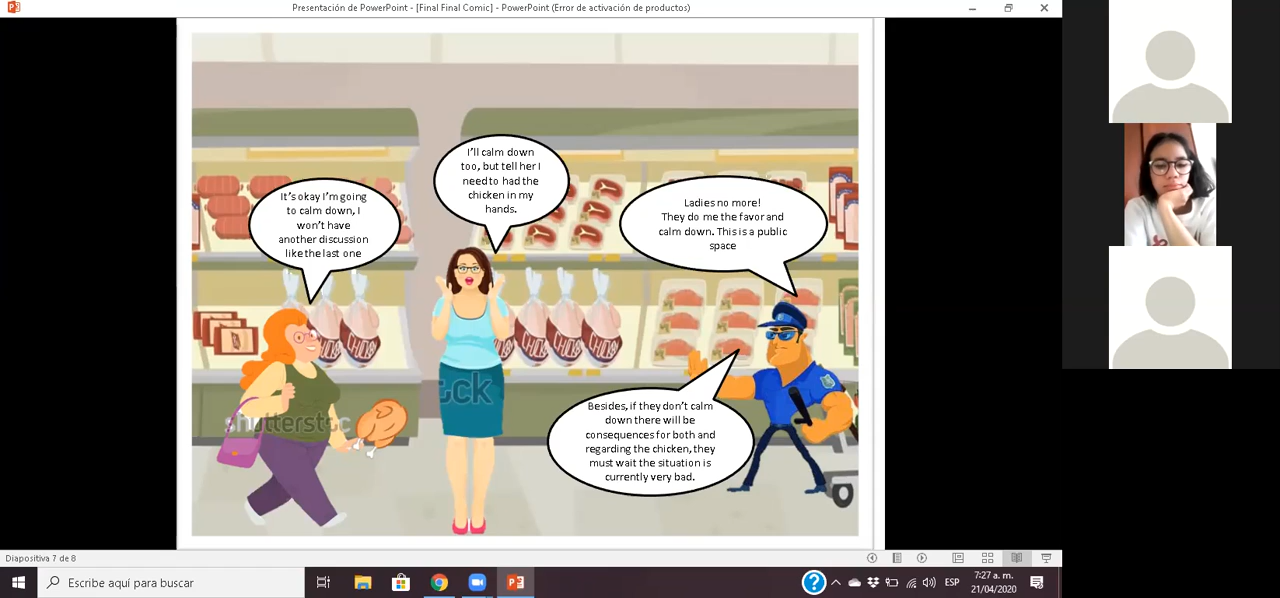 Presentación de PowerPoint - [Final Final Comic] - PowerPoint (Error de activación de productos)
I'll calm down
too, but tell her I
need to had the
chicken in my
hands.
It's okay I'm going
to calm down, I
won't have
another discussion
like the last one
Ladies no more!
They do me the favor and
calm down. This is a public
space
Besides, if they don't calm
down there will be
consequences for both and
regarding the chicken, they
must wait the situation is
currently very bad.
shutterstock
Diapositiva 7 de 8
Escribe aquí para buscar
ESP
7:27 a. m.
21/04/2020